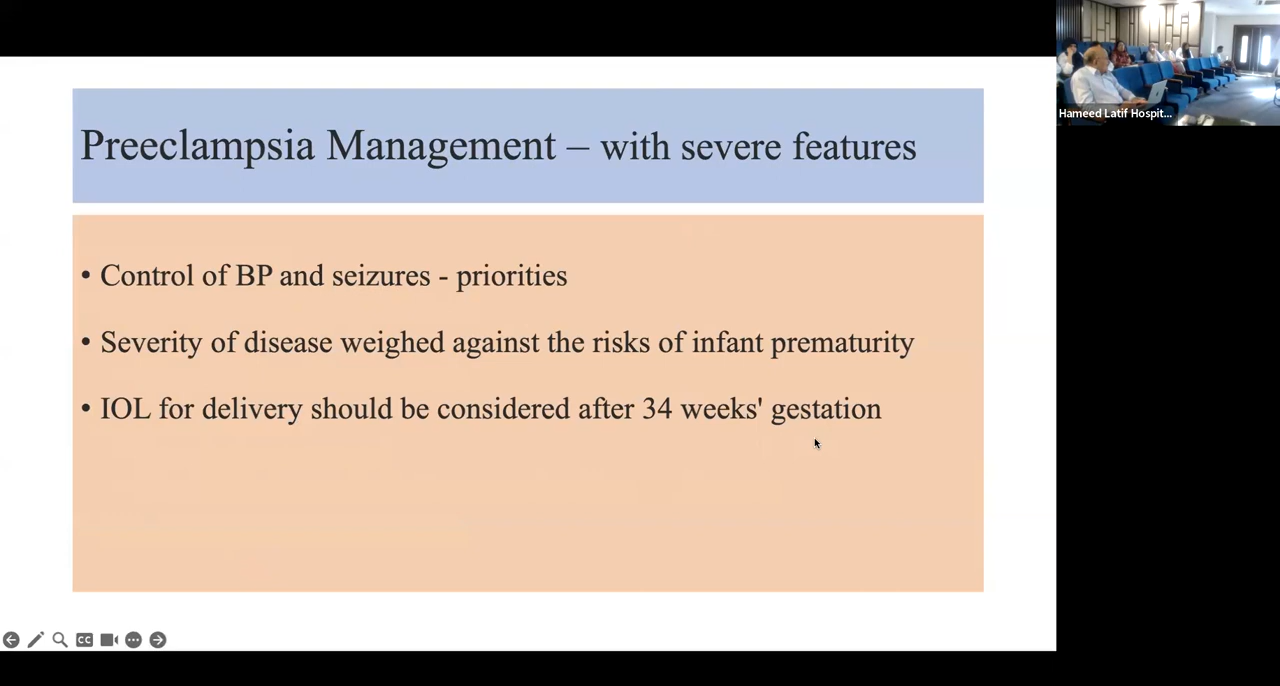 Preeclampsia Management – with severe features
• Control of BP and seizures - priorities
• Severity of disease weighed against the risks of infant prematurity
• IOL for delivery should be considered after 34 weeks' gestation
Hameed Latif Hospit...
CC